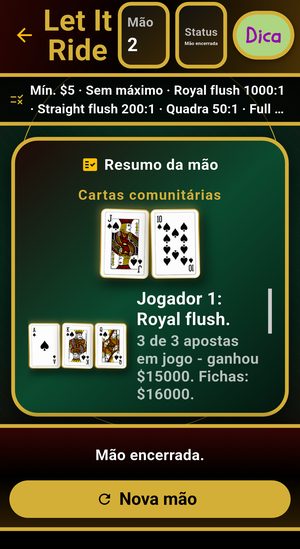 Let It Ride
Mão
2
Status
Mão encerrada
Dica
Mín. $5 · Sem máximo · Royal flush 1000:1
· Straight flush 200:1 · Quadra 50:1 · Full ...
Resumo da mão
Cartas comunitárias
J
10
10
Jogador 1:
Royal flush.
A
K
Q
3 de 3 apostas
em jogo - ganhou
$15000. Fichas:
$16000.
Mão encerrada.
Nova mão